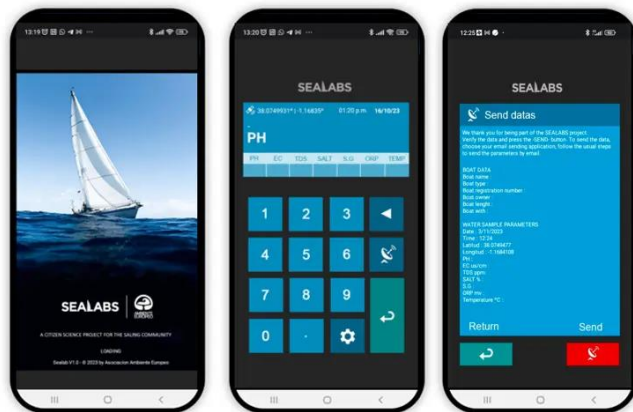 13:19
SEALABS
AMBIENTE EUROPEO
A CITIZEN SCIENCE PROJECT FOR THE SAILING COMMUNITY
LOADING
Sealab V1.0 - © 2023 by Asociacion Ambiente Europeo
13:20
SEALABS
38.0749931° | -1.16835° 01:20 p.m. 16/10/23
PH
PH EC TDS SALT S.G ORP TEMP
1 2 3
4 5 6
7 8 9
0 .
12:25
SEALABS
Send datas
We thank you for being part of the SEALABS project.
Verify the data and press the -SEND- button. To send the data,
choose your email sending application, follow the usual steps
to send the parameters by email.
BOAT DATA
Boat name :
Boat type :
Boat registration number :
Boat owner :
Boat lenght :
Boat with :
WATER SAMPLE PARAMETERS
Date : 3/11/2023
Time : 12:24
Latitud : 38.0749477
Longitud : -1.1684109
PH :
EC us/cm :
TDS ppm:
SALT % :
S.G :
ORP mv :
Temperature °C :
Return Send